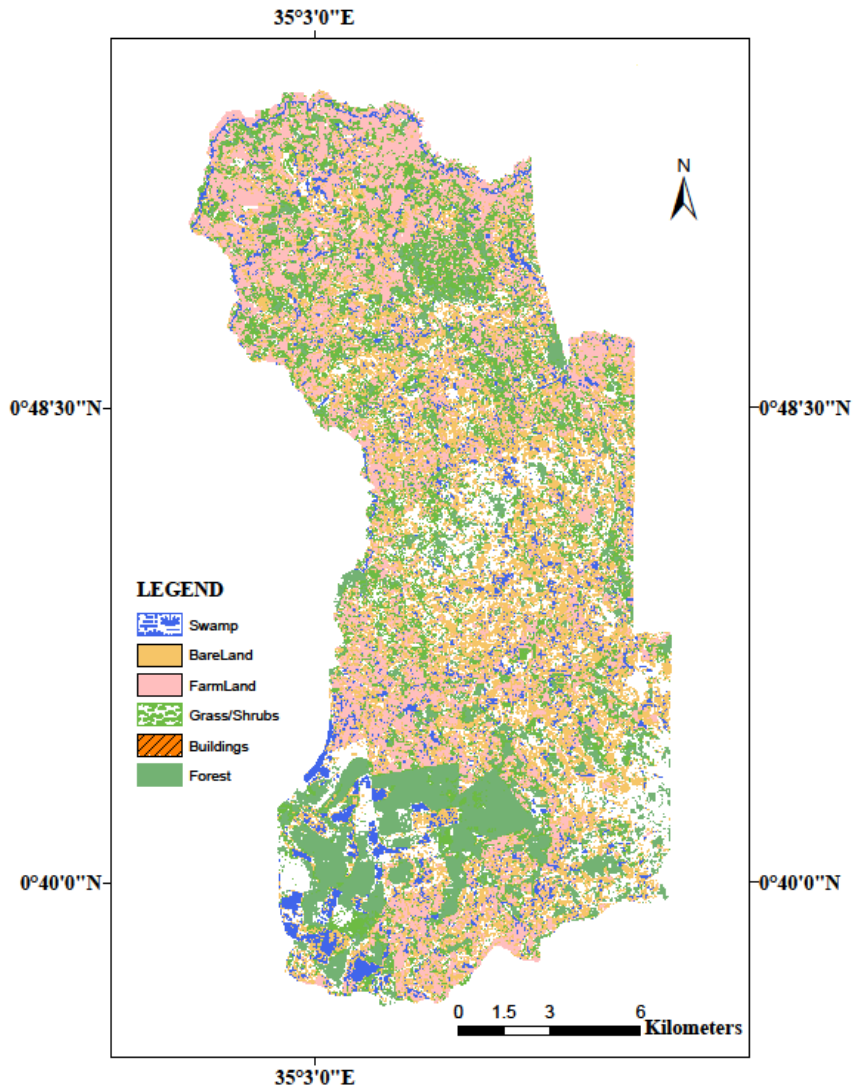 35°3'0"E
N
0°48'30"N
0°48'30"N
LEGEND
Swamp
BareLand
FarmLand
Grass/Shrubs
Buildings
Forest
0°40'0"N
0°40'0"N
0 1.5 3 6
Kilometers
35°3'0"E